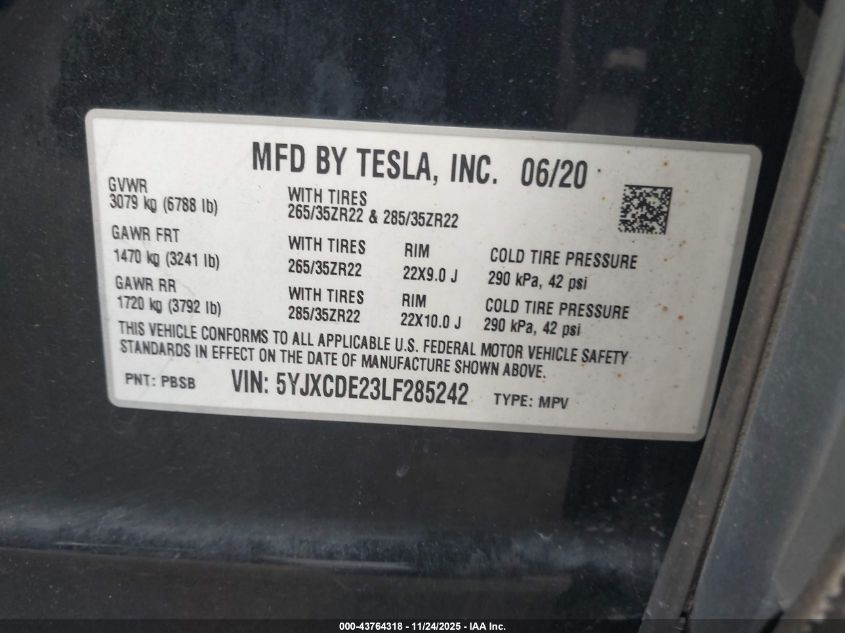 MFD BY TESLA, INC. 06/20
GVWR
3079 kg (6788 lb)
WITH TIRES
265/35ZR22 & 285/35ZR22
GAWR FRT
1470 kg (3241 lb)
WITH TIRES
265/35ZR22
RIM
22X9.0 J
COLD TIRE PRESSURE
290 kPa, 42 psi
GAWR RR
1720 kg (3792 lb)
WITH TIRES
285/35ZR22
RIM
22X10.0 J
COLD TIRE PRESSURE
290 kPa, 42 psi
THIS VEHICLE CONFORMS TO ALL APPLICABLE U.S. FEDERAL MOTOR VEHICLE SAFETY
STANDARDS IN EFFECT ON THE DATE OF MANUFACTURE SHOWN ABOVE.
PNT: PBSB VIN: 5YJXCDE23LF285242 TYPE: MPV
000-43764318 - 11/24/2025 - IAA Inc.